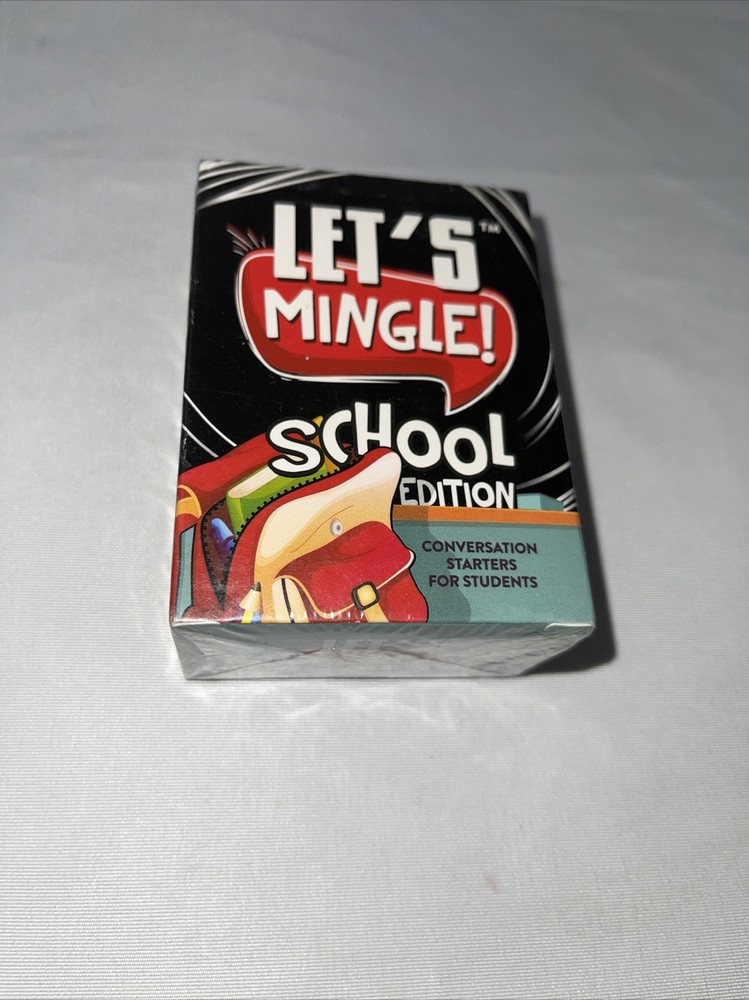 LET'S™
MINGLE!
SCHOOL
EDITION
CONVERSATION
STARTERS
FOR STUDENTS